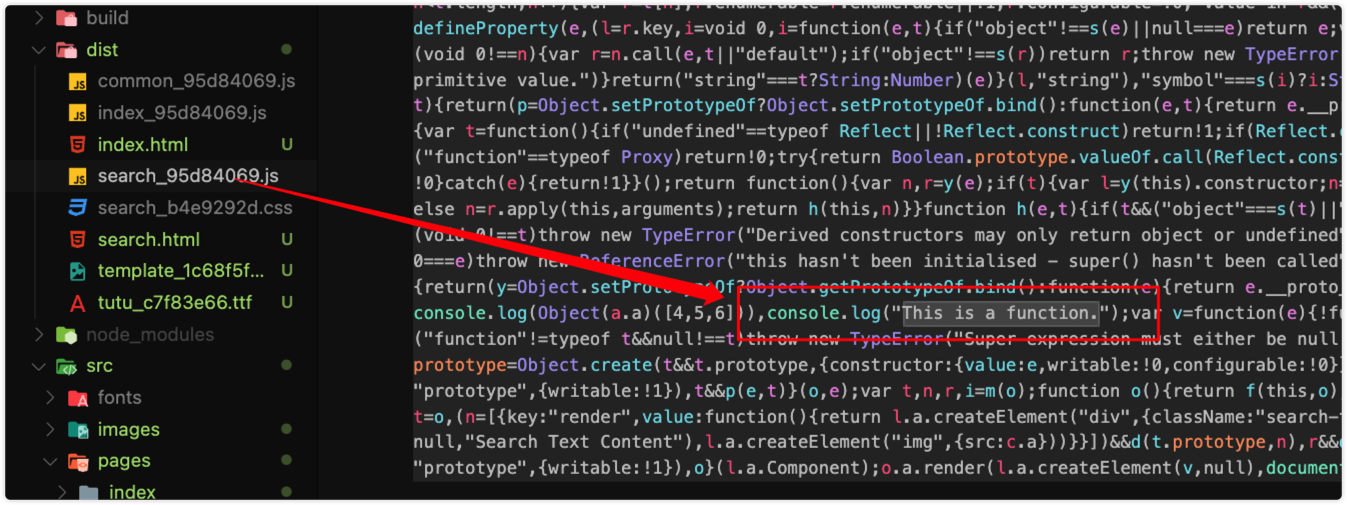 build
dist
common_95d84069.js
index_95d84069.js
index.html U
search_95d84069.js
search_b4e9292d.css
search.html U
template_1c68f5f... U
tutu_c7f83e66.ttf U
node_modules
src
fonts
images
pages
index
defineProperty(e,(l=r.key,i=void 0,i=function(e,t){if("object"!==s(e)||null===e)return e;v
(void 0!==n){var r=n.call(e,t||"default");if("object"!==s(r))return r;throw new TypeError
primitive value.")}return("string"===t?String:Number)(e)}(l,"string"),"symbol"===s(i)?i:St
t){return(p=Object.setPrototypeOf?Object.setPrototypeOf.bind():function(e,t){return e.__pro
{var t=function(){if("undefined"==typeof Reflect||!Reflect.construct)return!1;if(Reflect.c
("function"==typeof Proxy)return!0;try{return Boolean.prototype.valueOf.call(Reflect.cons
!0}catch(e){return!1}}();return function(){var n,r=y(e);if(t){var l=y(this).constructor;n=
else n=r.apply(this,arguments);return h(this,n)}}function h(e,t){if(t&&("object"===s(t)||"
(void 0!==t)throw new TypeError("Derived constructors may only return object or undefined"
0===e)throw new ReferenceError("this hasn't been initialised - super() hasn't been called"
{return(y=Object.setPrototypeOf?Object.getPrototypeOf.bind():function(e){return e.__proto_
console.log(Object(a.a)([4,5,6])),console.log("This is a function.");var v=function(e){!fu
("function"!=typeof t&&null!==t)throw new TypeError("Super expression must either be null
prototype=Object.create(t&&t.prototype,{constructor:{value:e,writable:!0,configurable:!0}}
"prototype",{writable:!1}),t&&p(e,t)}(o,e);var t,n,r,i=m(o);function o(){return f(this,o)
t=o,(n=[{key:"render",value:function(){return l.a.createElement("div",{className:"search-t
null,"Search Text Content"),l.a.createElement("img",{src:c.a}))}}])&&d(t.prototype,n),r&&d
"prototype",{writable:!1}),o}(l.a.Component);o.a.render(l.a.createElement(v,null),document